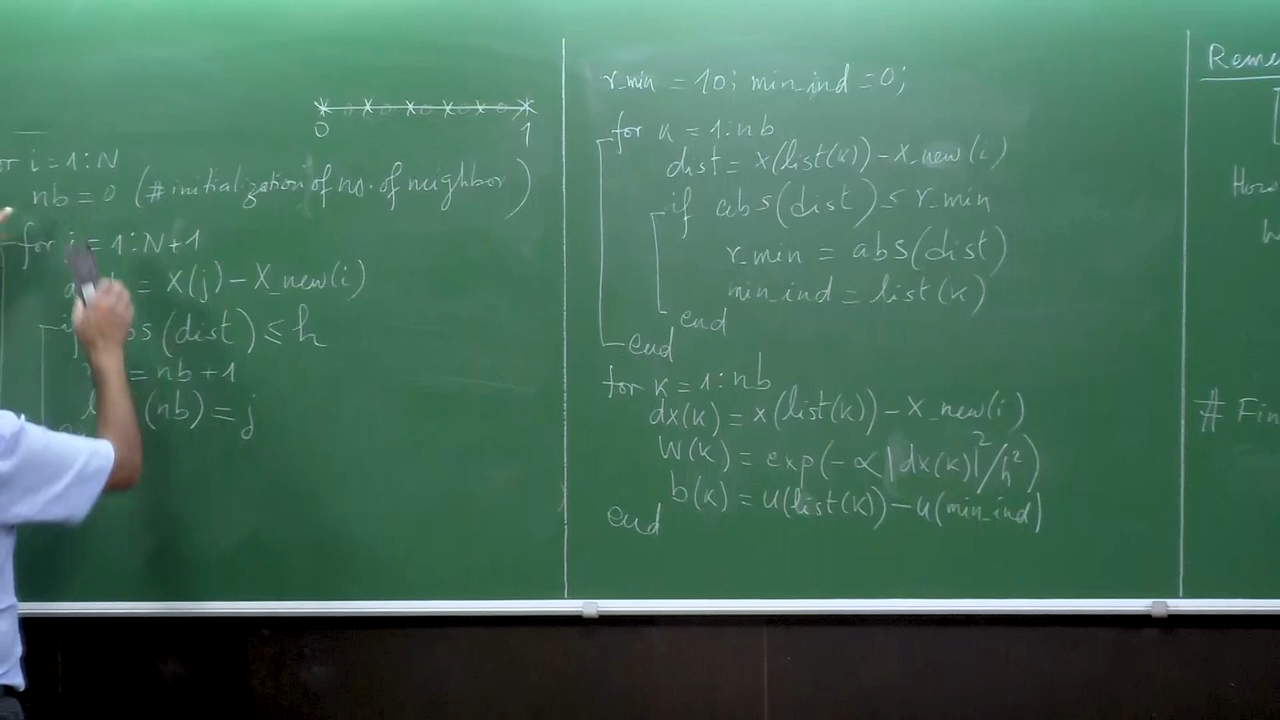 0 1
or i = 1 : N
nb = 0 (# initialization of no. of neighbor)
for j = 1 : N+1
= X(j) - X_new(i)
bs(dist) ≤ h
= nb + 1
(nb) = j
r_min = 10; min_ind = 0;
for k = 1 : nb
dist = X(list(k)) - X_new(i)
if abs(dist) ≤ r_min
r_min = abs(dist)
min_ind = list(k)
end
end
for k = 1 : nb
dx(k) = x(list(k)) - X_new(i)
W(k) = exp(-α |dx(k)|²/h²)
b(k) = u(list(k)) - u(min_ind)
end
Reme
How
# Fin